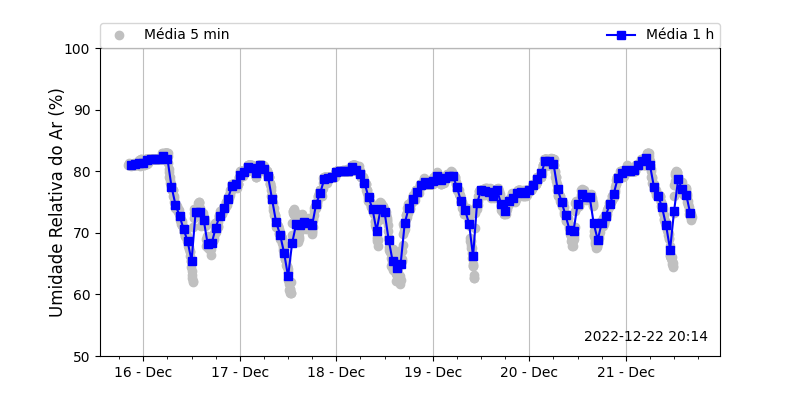 Média 5 min
Média 1 h
Umidade Relativa do Ar (%)
100
90
80
70
60
50
2022-12-22 20:14
16 - Dec
17 - Dec
18 - Dec
19 - Dec
20 - Dec
21 - Dec